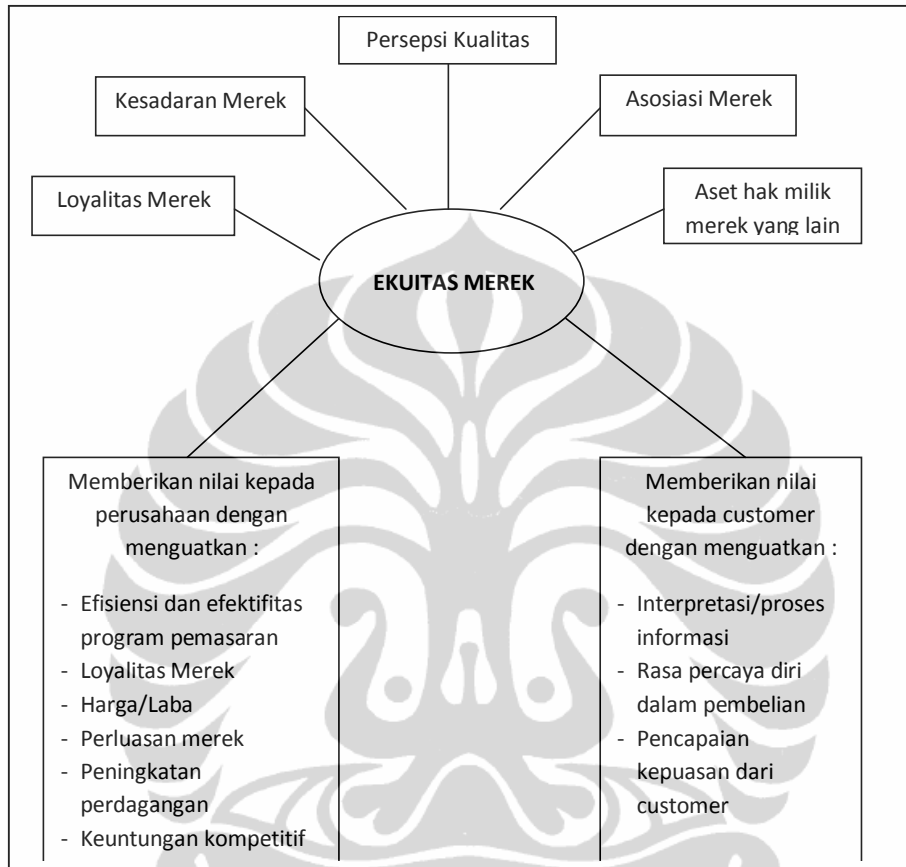 Persepsi Kualitas
Kesadaran Merek
Asosiasi Merek
Loyalitas Merek
Aset hak milik
merek yang lain
EKUITAS MEREK
Memberikan nilai kepada
perusahaan dengan
menguatkan :
- Efisiensi dan efektifitas
program pemasaran
- Loyalitas Merek
- Harga/Laba
- Perluasan merek
- Peningkatan
perdagangan
- Keuntungan kompetitif
Memberikan nilai
kepada customer
dengan menguatkan :
- Interpretasi/proses
informasi
- Rasa percaya diri
dalam pembelian
- Pencapaian
kepuasan dari
customer